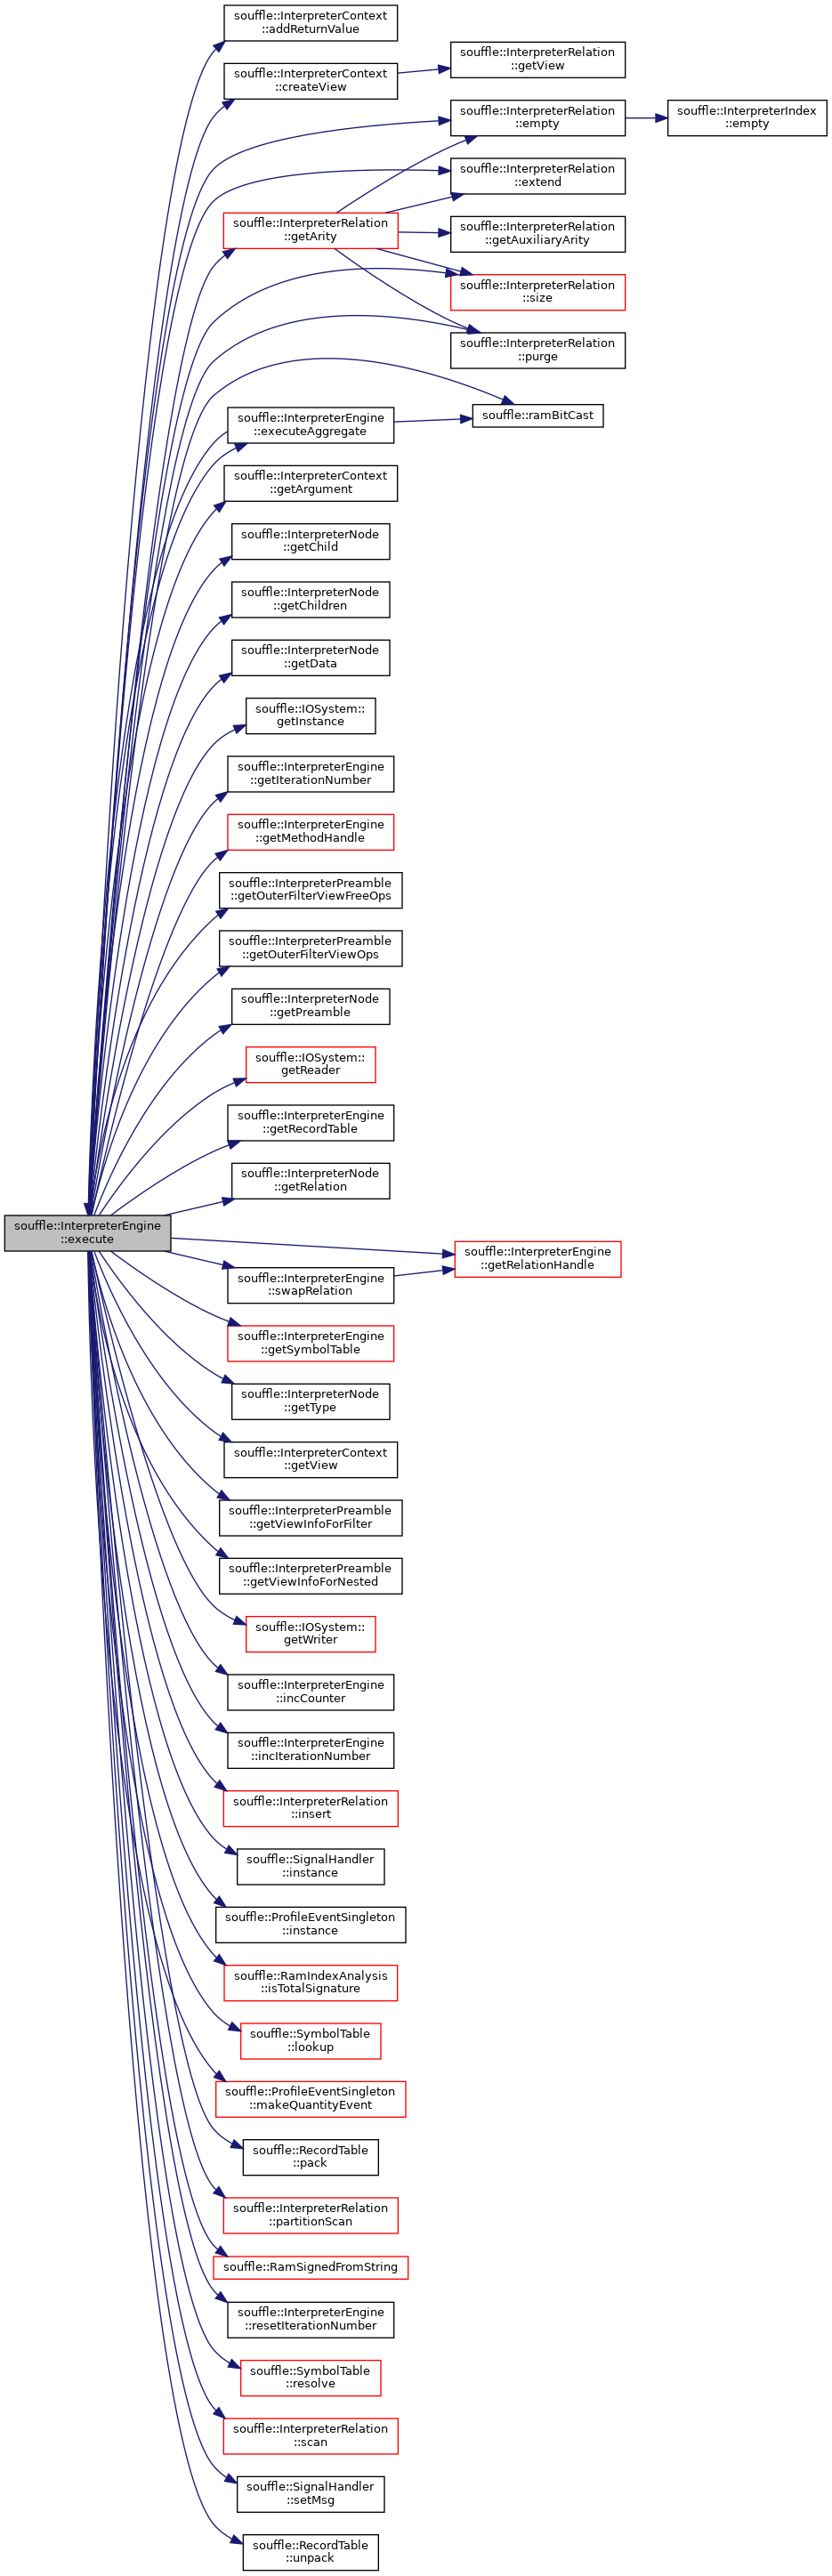 souffle::InterpreterContext
::addReturnValue
souffle::InterpreterContext
::createView
souffle::InterpreterRelation
::getView
souffle::InterpreterRelation
::empty
souffle::InterpreterIndex
::empty
souffle::InterpreterRelation
::extend
souffle::InterpreterRelation
::getArity
souffle::InterpreterRelation
::getAuxiliaryArity
souffle::InterpreterRelation
::size
souffle::InterpreterRelation
::purge
souffle::InterpreterEngine
::executeAggregate
souffle::ramBitCast
souffle::InterpreterContext
::getArgument
souffle::InterpreterNode
::getChild
souffle::InterpreterNode
::getChildren
souffle::InterpreterNode
::getData
souffle::IOSystem::
getInstance
souffle::InterpreterEngine
::getIterationNumber
souffle::InterpreterEngine
::getMethodHandle
souffle::InterpreterPreamble
::getOuterFilterViewFreeOps
souffle::InterpreterPreamble
::getOuterFilterViewOps
souffle::InterpreterNode
::getPreamble
souffle::IOSystem::
getReader
souffle::InterpreterEngine
::getRecordTable
souffle::InterpreterNode
::getRelation
souffle::InterpreterEngine
::execute
souffle::InterpreterEngine
::getRelationHandle
souffle::InterpreterEngine
::swapRelation
souffle::InterpreterEngine
::getSymbolTable
souffle::InterpreterNode
::getType
souffle::InterpreterContext
::getView
souffle::InterpreterPreamble
::getViewInfoForFilter
souffle::InterpreterPreamble
::getViewInfoForNested
souffle::IOSystem::
getWriter
souffle::InterpreterEngine
::incCounter
souffle::InterpreterEngine
::incIterationNumber
souffle::InterpreterRelation
::insert
souffle::SignalHandler
::instance
souffle::ProfileEventSingleton
::instance
souffle::RamIndexAnalysis
::isTotalSignature
souffle::SymbolTable
::lookup
souffle::ProfileEventSingleton
::makeQuantityEvent
souffle::RecordTable
::pack
souffle::InterpreterRelation
::partitionScan
souffle::RamSignedFromString
souffle::InterpreterEngine
::resetIterationNumber
souffle::SymbolTable
::resolve
souffle::InterpreterRelation
::scan
souffle::SignalHandler
::setMsg
souffle::RecordTable
::unpack